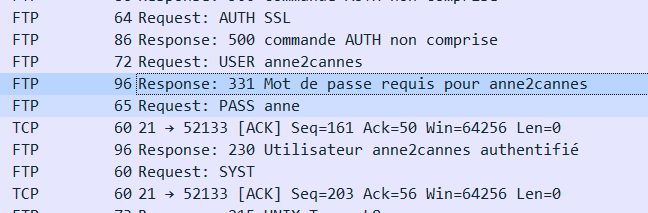 FTP 64 Request: AUTH SSL
FTP 86 Response: 500 commande AUTH non comprise
FTP 72 Request: USER anne2cannes
FTP 96 Response: 331 Mot de passe requis pour anne2cannes
FTP 65 Request: PASS anne
TCP 60 21 → 52133 [ACK] Seq=161 Ack=50 Win=64256 Len=0
FTP 96 Response: 230 Utilisateur anne2cannes authentifié
FTP 60 Request: SYST
TCP 60 21 → 52133 [ACK] Seq=203 Ack=56 Win=64256 Len=0